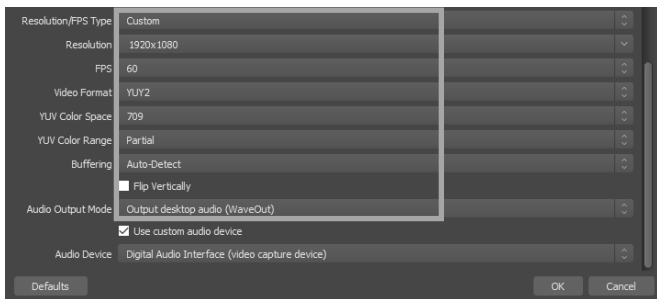 Resolution/FPS Type Custom
Resolution 1920x1080
FPS 60
Video Format YUY2
YUV Color Space 709
YUV Color Range Partial
Buffering Auto-Detect
Flip Vertically
Audio Output Mode Output desktop audio (WaveOut)
Use custom audio device
Audio Device Digital Audio Interface (video capture device)
Defaults OK Cancel